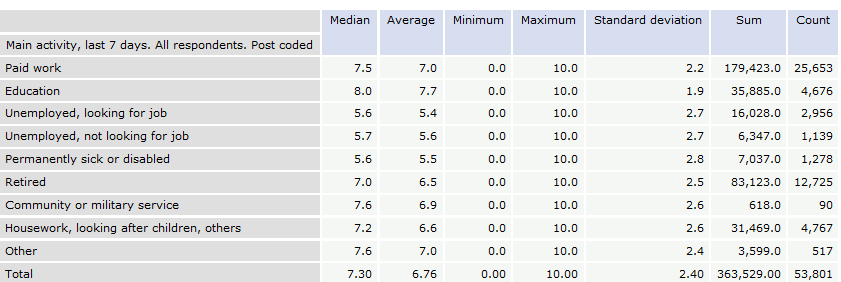 Median Average Minimum Maximum Standard deviation Sum Count
Main activity, last 7 days. All respondents. Post coded
Paid work 7.5 7.0 0.0 10.0 2.2 179,423.0 25,653
Education 8.0 7.7 0.0 10.0 1.9 35,885.0 4,676
Unemployed, looking for job 5.6 5.4 0.0 10.0 2.7 16,028.0 2,956
Unemployed, not looking for job 5.7 5.6 0.0 10.0 2.7 6,347.0 1,139
Permanently sick or disabled 5.6 5.5 0.0 10.0 2.8 7,037.0 1,278
Retired 7.0 6.5 0.0 10.0 2.5 83,123.0 12,725
Community or military service 7.6 6.9 0.0 10.0 2.6 618.0 90
Housework, looking after children, others 7.2 6.6 0.0 10.0 2.6 31,469.0 4,767
Other 7.6 7.0 0.0 10.0 2.4 3,599.0 517
Total 7.30 6.76 0.00 10.00 2.40 363,529.00 53,801